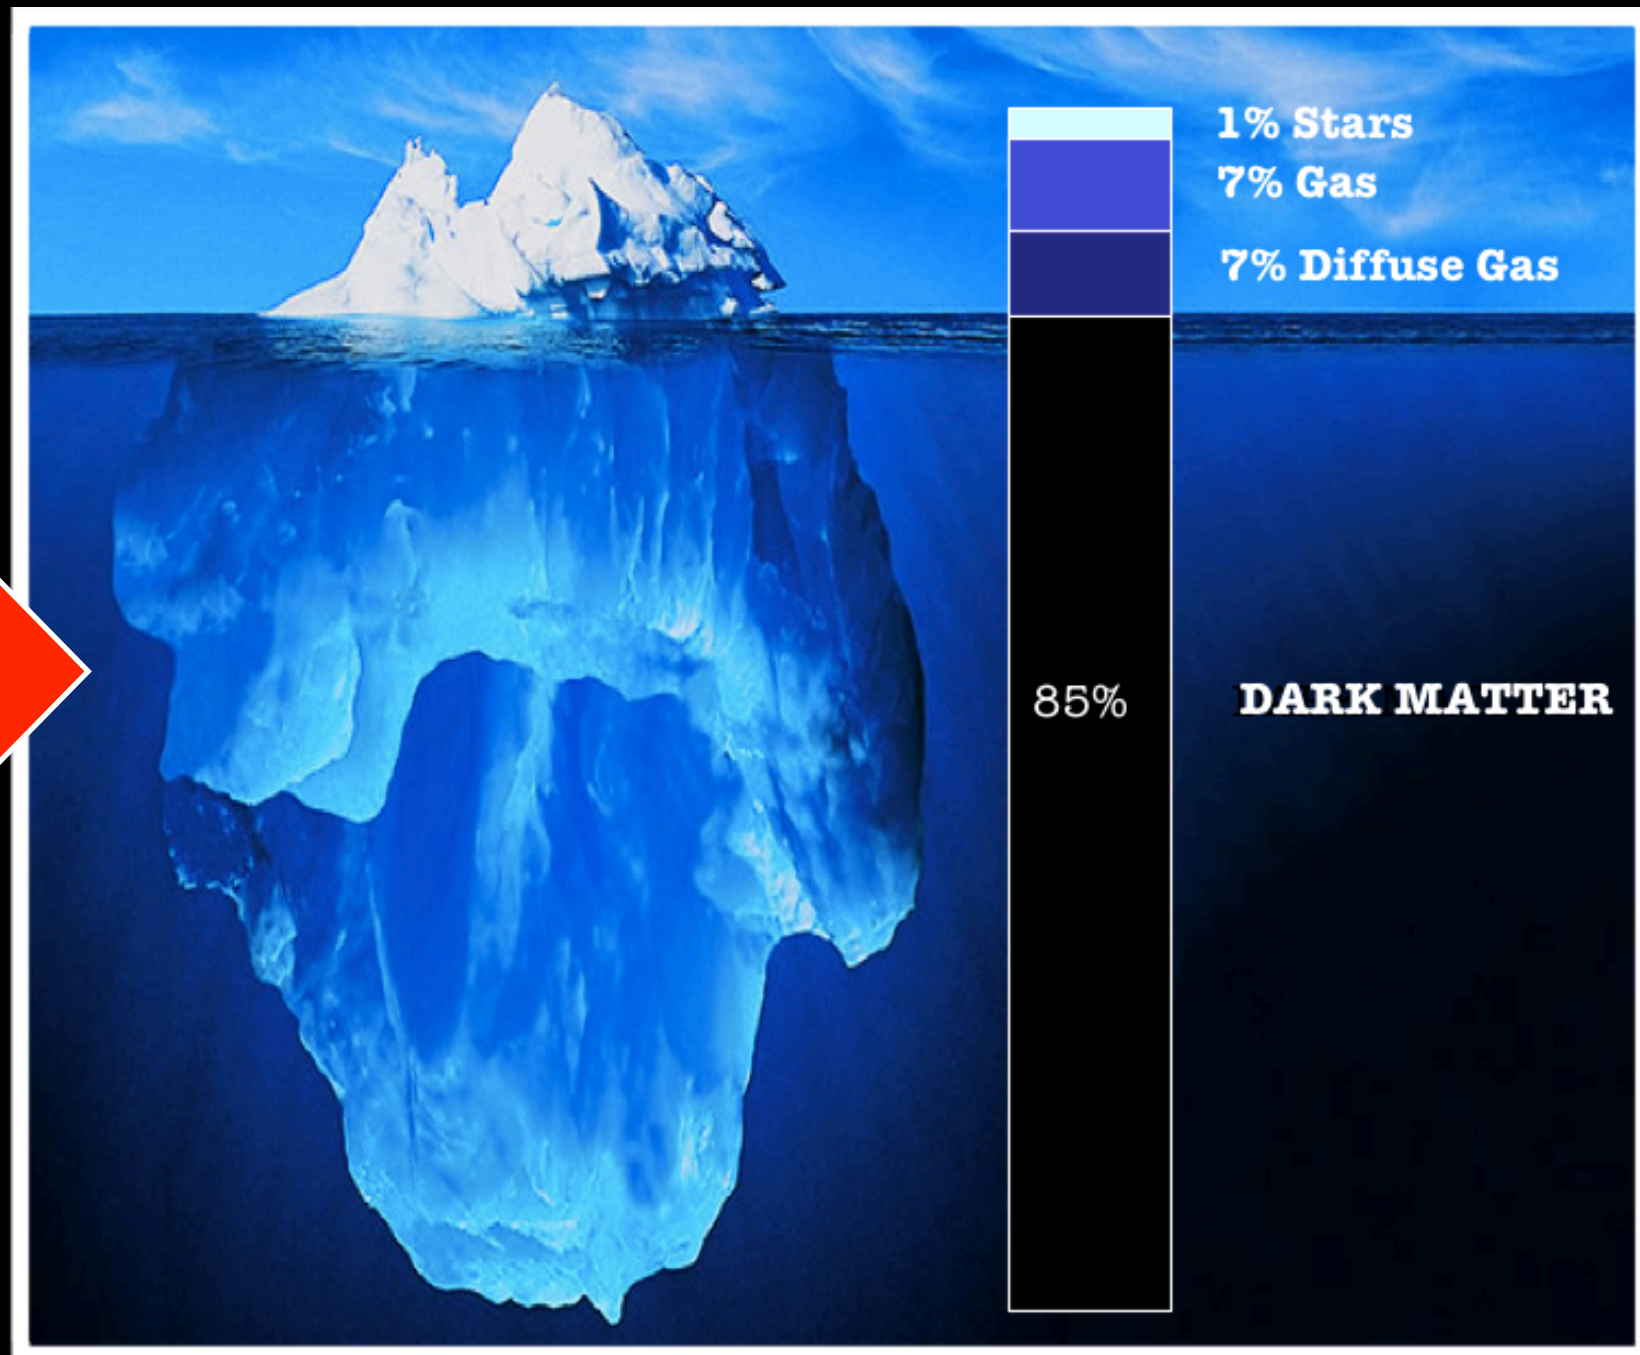 1% Stars
7% Gas
7% Diffuse Gas
85%
DARK MATTER